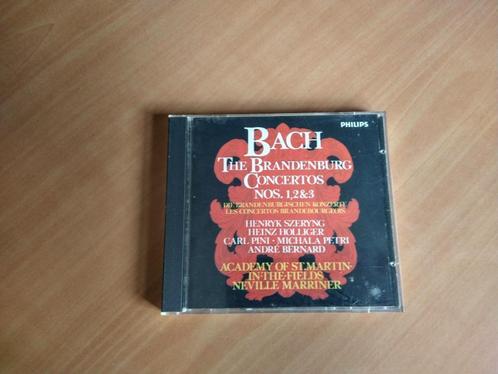 PHILIPS
BACH
THE BRANDENBURG
CONCERTOS
NOS. 1,2&3
DIE BRANDENBURGISCHEN KONZERTE
LES CONCERTOS BRANDEBOURGEOIS
HENRYK SZERYNG
HEINZ HOLLIGER
CARL PINI · MICHALA PETRI
ANDRÉ BERNARD
ACADEMY OF ST. MARTIN-
IN-THE-FIELDS
NEVILLE MARRINER